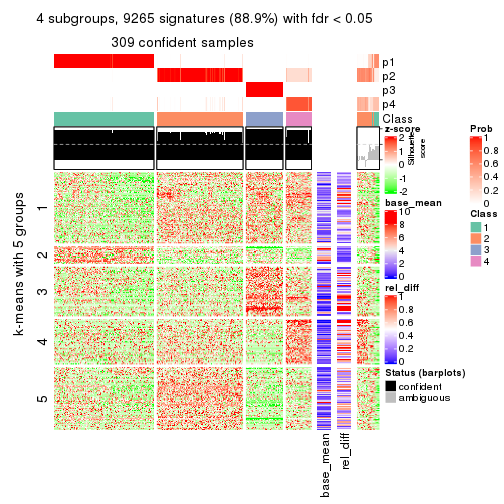 4 subgroups, 9265 signatures (88.9%) with fdr < 0.05
309 confident samples
p1
p2
p3
p4
Class
Silhouette score
k-means with 5 groups
1
2
3
4
5
base_mean
rel_diff
z-score
2
1
0
-1
-2
base_mean
10
8
6
4
2
0
rel_diff
1
0.8
0.6
0.4
0.2
0
Status (barplots)
confident
ambiguous
Prob
1
0.8
0.6
0.4
0.2
0
Class
1
2
3
4